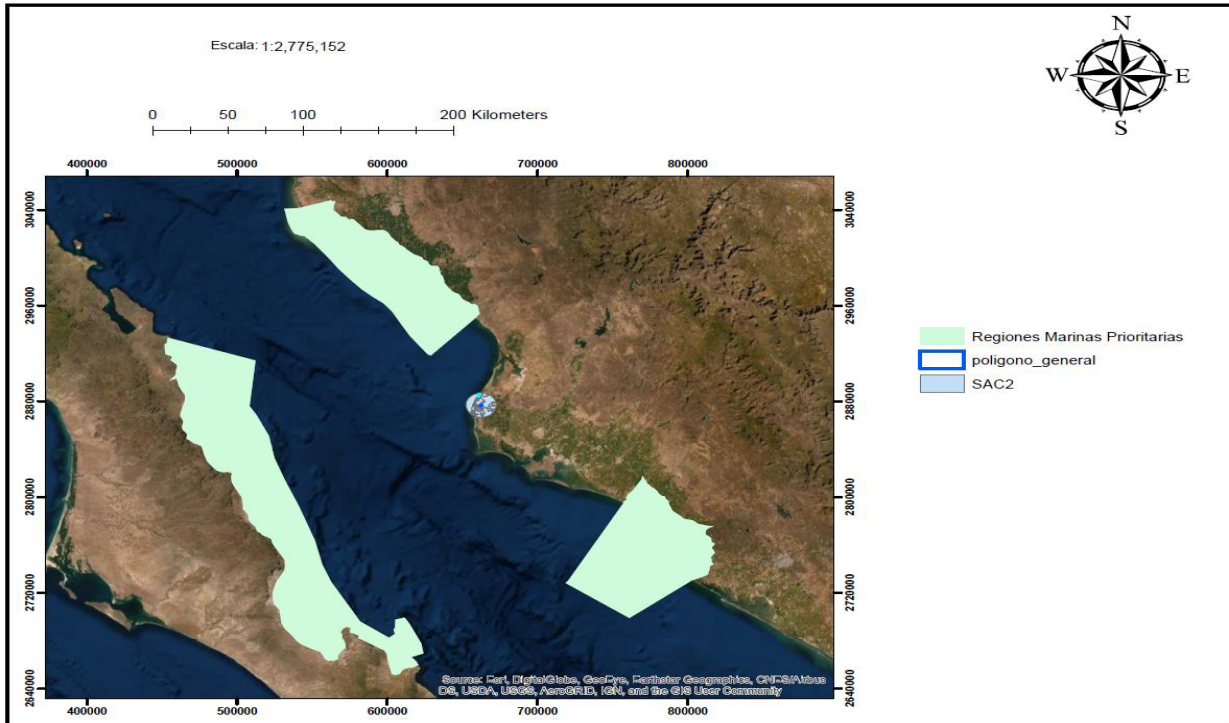 Escala: 1:2,775,152
N
W E
S
0 50 100 200 Kilometers
400000 500000 600000 700000 800000
3040000 3040000
2960000 2960000
2880000 2880000
2800000 2800000
2720000 2720000
2640000 2640000
Regiones Marinas Prioritarias
poligono_general
SAC2
Source: Esri, DigitalGlobe, GeoEye, Earthstar Geographics, CNES/Airbus
DS, USDA, USGS, AeroGRID, IGN, and the GIS User Community
400000 500000 600000 700000 800000